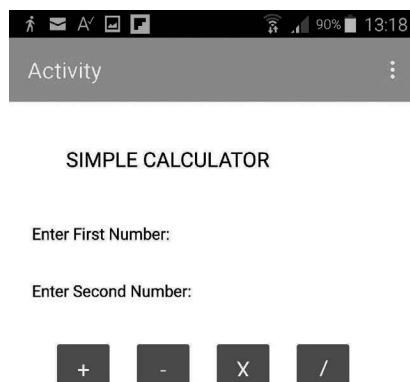 90% 13:18
Activity
SIMPLE CALCULATOR
Enter First Number:
Enter Second Number:
+ - X /